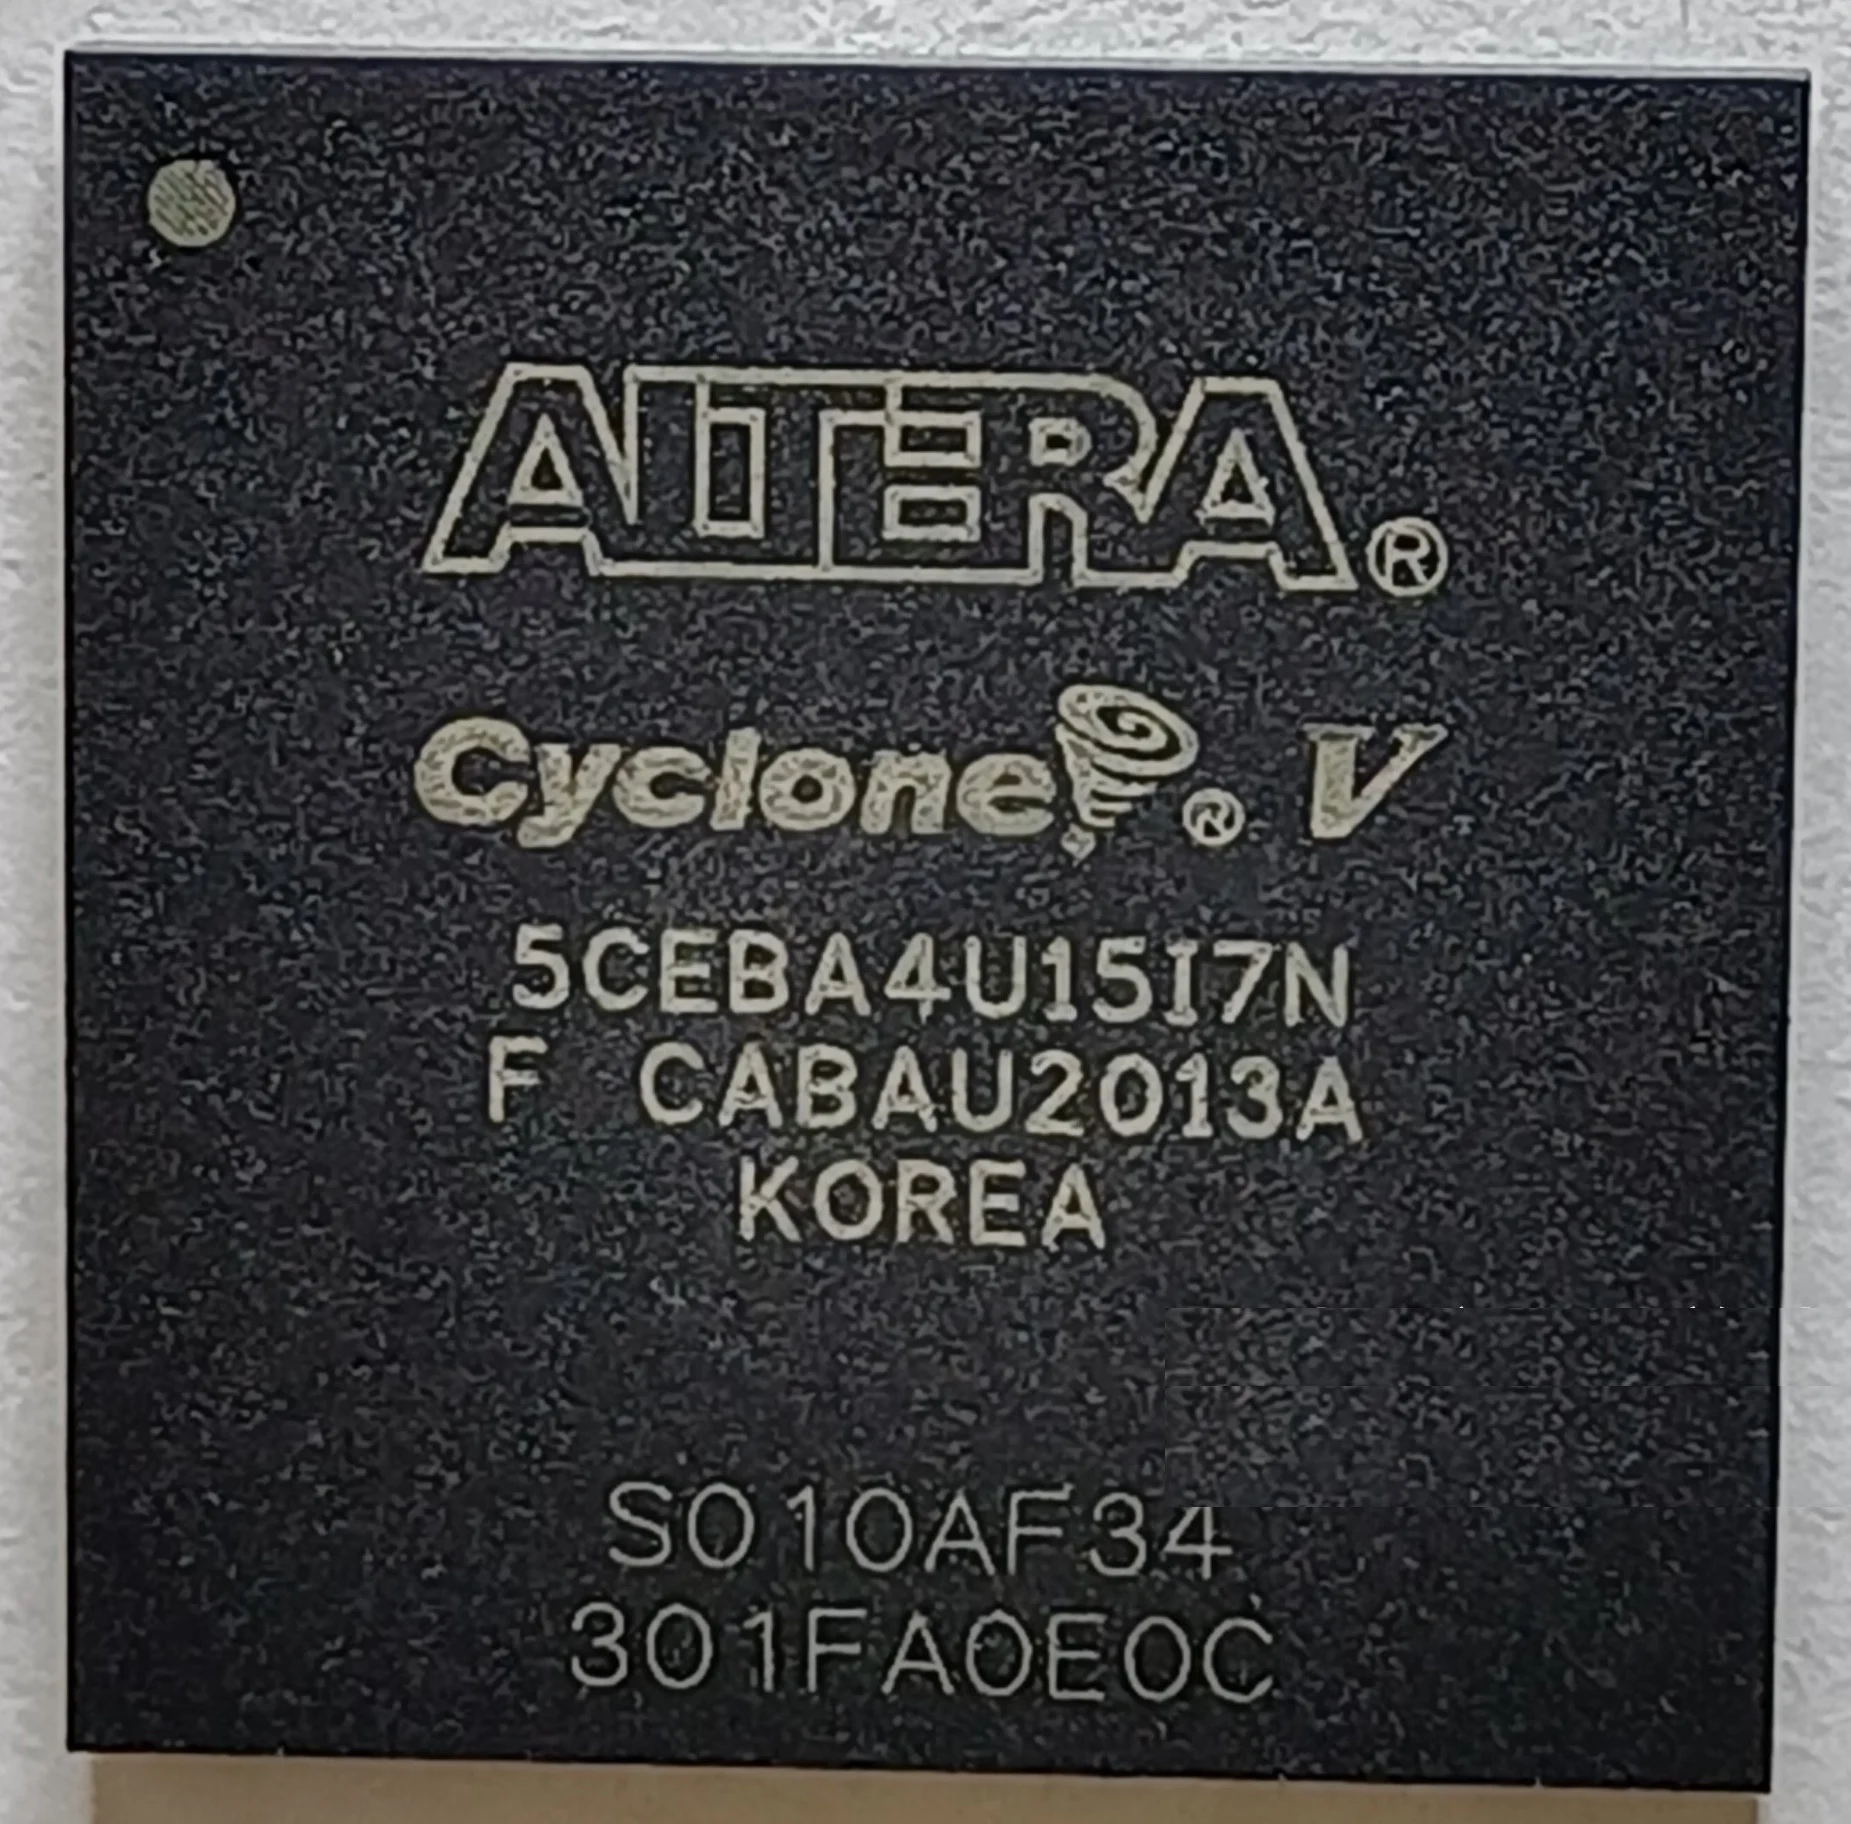 ALTERA®
Cyclone® V
5CEBA4U15I7N
F CABAU2013A
KOREA
S010AF34
301FA0E0C